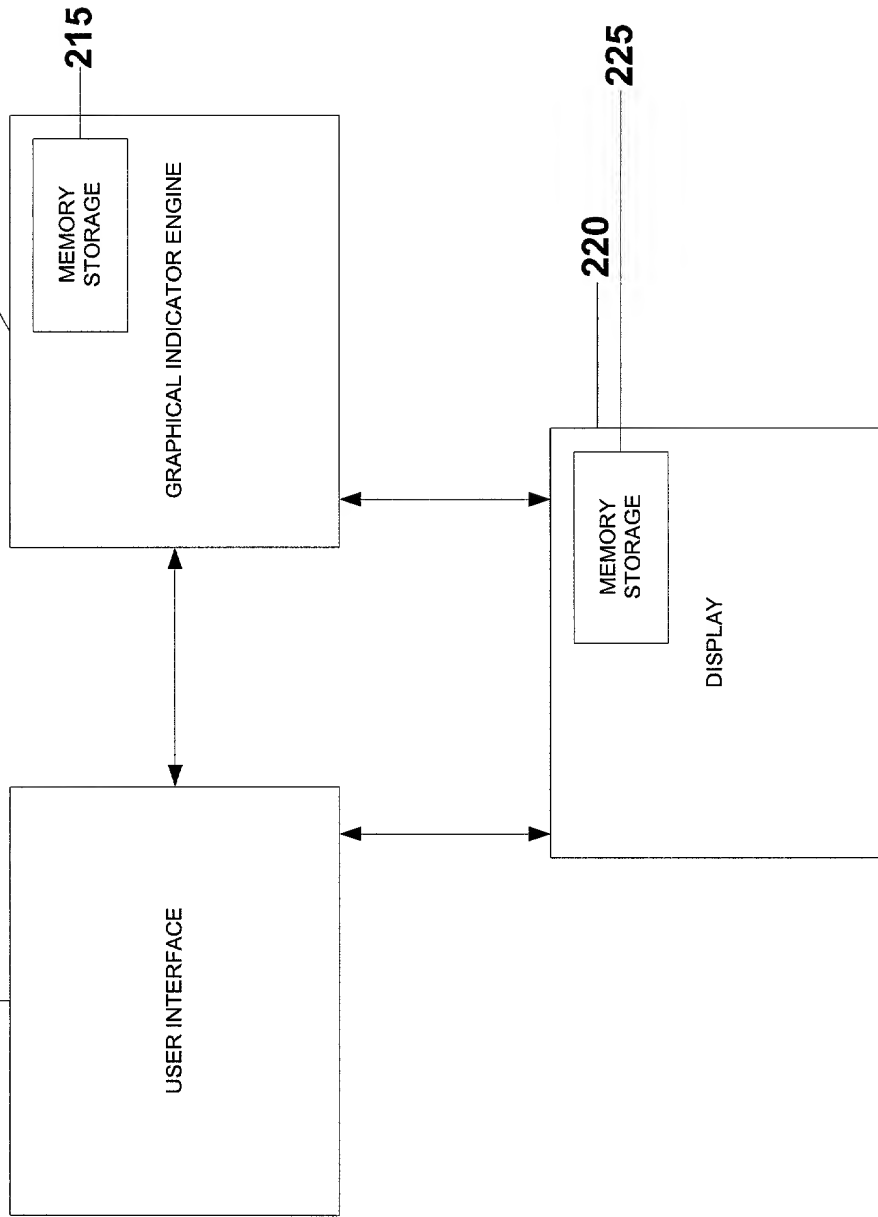 USER INTERFACE
215
MEMORY
STORAGE
GRAPHICAL INDICATOR ENGINE
220
225
MEMORY
STORAGE
DISPLAY